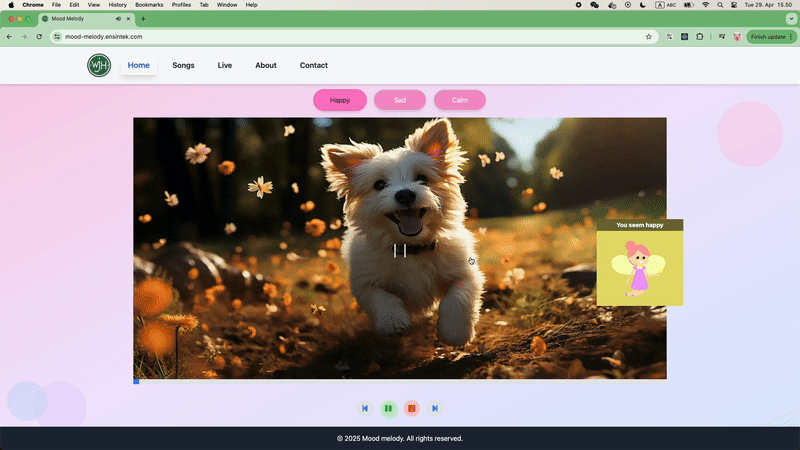 Chrome File Edit View History Bookmarks Profiles Tab Window Help
A ABC
Tue 29. Apr 15.50
Mood Melody
mood-melody.ensintek.com
Finish update
WJH
Home Songs Live About Contact
Happy Sad Calm
You seem happy
© 2025 Mood melody. All rights reserved.